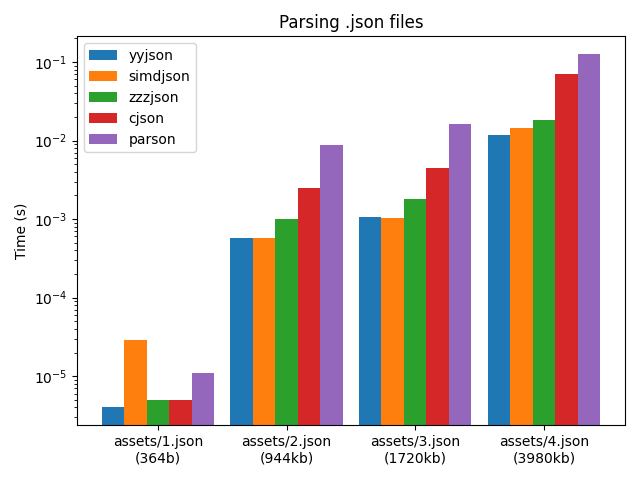 Parsing .json files
yyjson
simdjson
zzzjson
cjson
parson
Time (s)
10⁻¹
10⁻²
10⁻³
10⁻⁴
10⁻⁵
assets/1.json
(364b)
assets/2.json
(944kb)
assets/3.json
(1720kb)
assets/4.json
(3980kb)